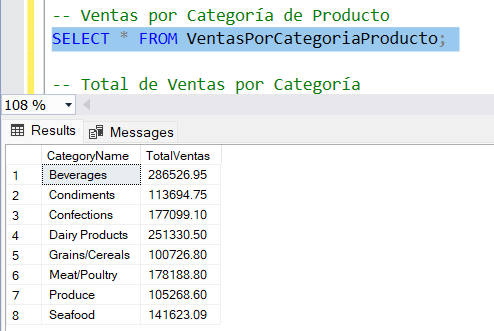 -- Ventas por Categoría de Producto
SELECT * FROM VentasPorCategoriaProducto;
-- Total de Ventas por Categoría
108 %
Results Messages
CategoryName TotalVentas
1 Beverages 286526.95
2 Condiments 113694.75
3 Confections 177099.10
4 Dairy Products 251330.50
5 Grains/Cereals 100726.80
6 Meat/Poultry 178188.80
7 Produce 105268.60
8 Seafood 141623.09